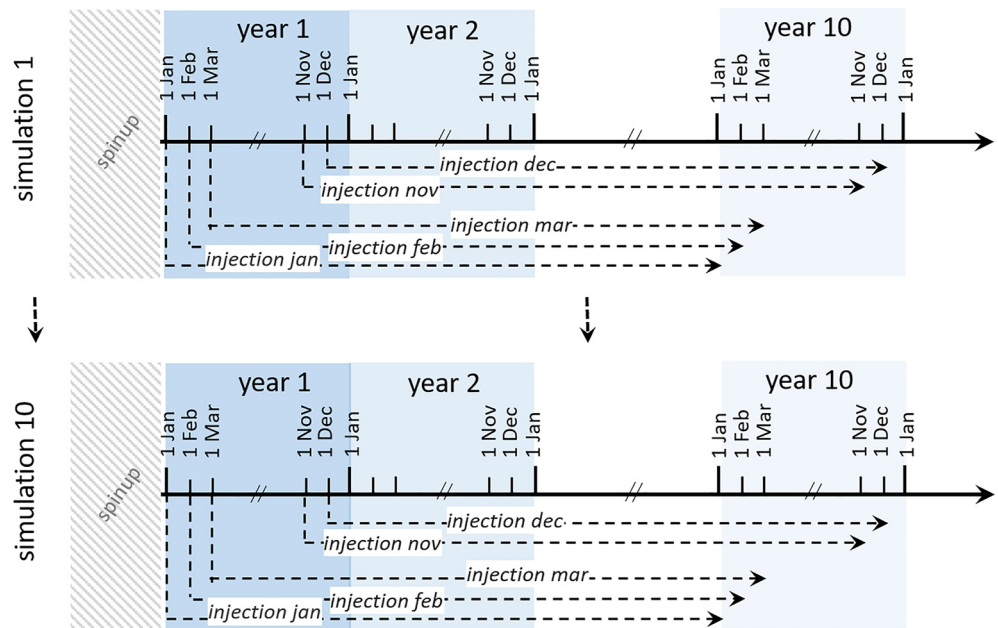 simulation 1
spinup
year 1
year 2
year 10
1 Jan
1 Feb
1 Mar
1 Nov
1 Dec
1 Jan
1 Nov
1 Dec
1 Jan
1 Jan
1 Feb
1 Mar
1 Nov
1 Dec
1 Jan
injection dec
injection nov
injection mar
injection feb
injection jan
simulation 10
spinup
year 1
year 2
year 10
1 Jan
1 Feb
1 Mar
1 Nov
1 Dec
1 Jan
1 Nov
1 Dec
1 Jan
1 Jan
1 Feb
1 Mar
1 Nov
1 Dec
1 Jan
injection dec
injection nov
injection mar
injection feb
injection jan